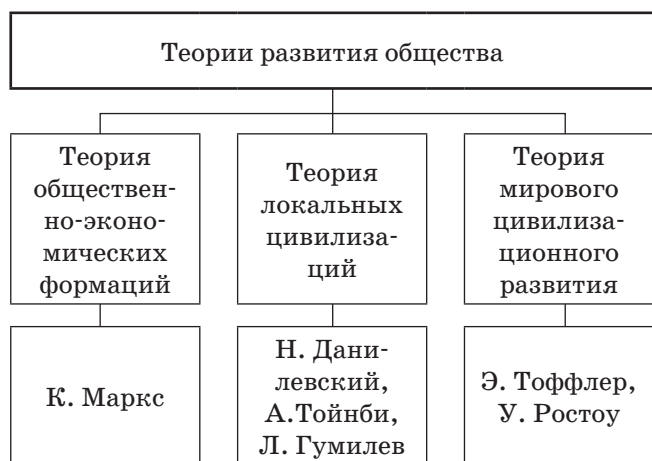 Теории развития общества
Теория
обществен-
но-эконо-
мических
формаций
Теория
локальных
цивилиза-
ций
Теория
мирового
цивилиза-
ционного
развития
К. Маркс
Н. Дани-
левский,
А.Тойнби,
Л. Гумилев
Э. Тоффлер,
У. Ростоу